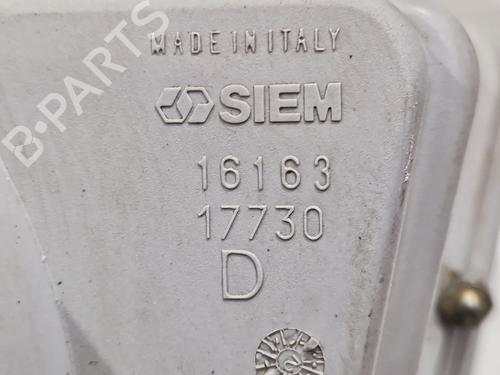 MADE IN ITALY
SIEM
16163
17730
D
B-PARTS